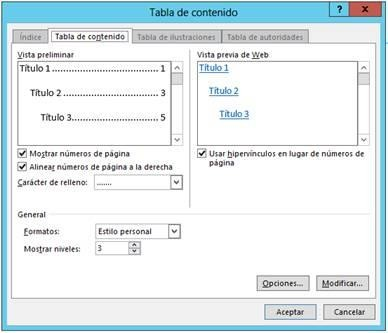 Tabla de contenido
?
x
Índice
Tabla de contenido
Tabla de ilustraciones
Tabla de autoridades
Vista preliminar
Título 1 ..................................... 1
Título 2 ................................. 3
Título 3 ............................. 5
Mostrar números de página
Alinear números de página a la derecha
Carácter de relleno: .......
Vista previa de Web
Título 1
Título 2
Título 3
Usar hipervínculos en lugar de números de
página
General
Formatos: Estilo personal
Mostrar niveles: 3
Opciones... Modificar...
Aceptar Cancelar